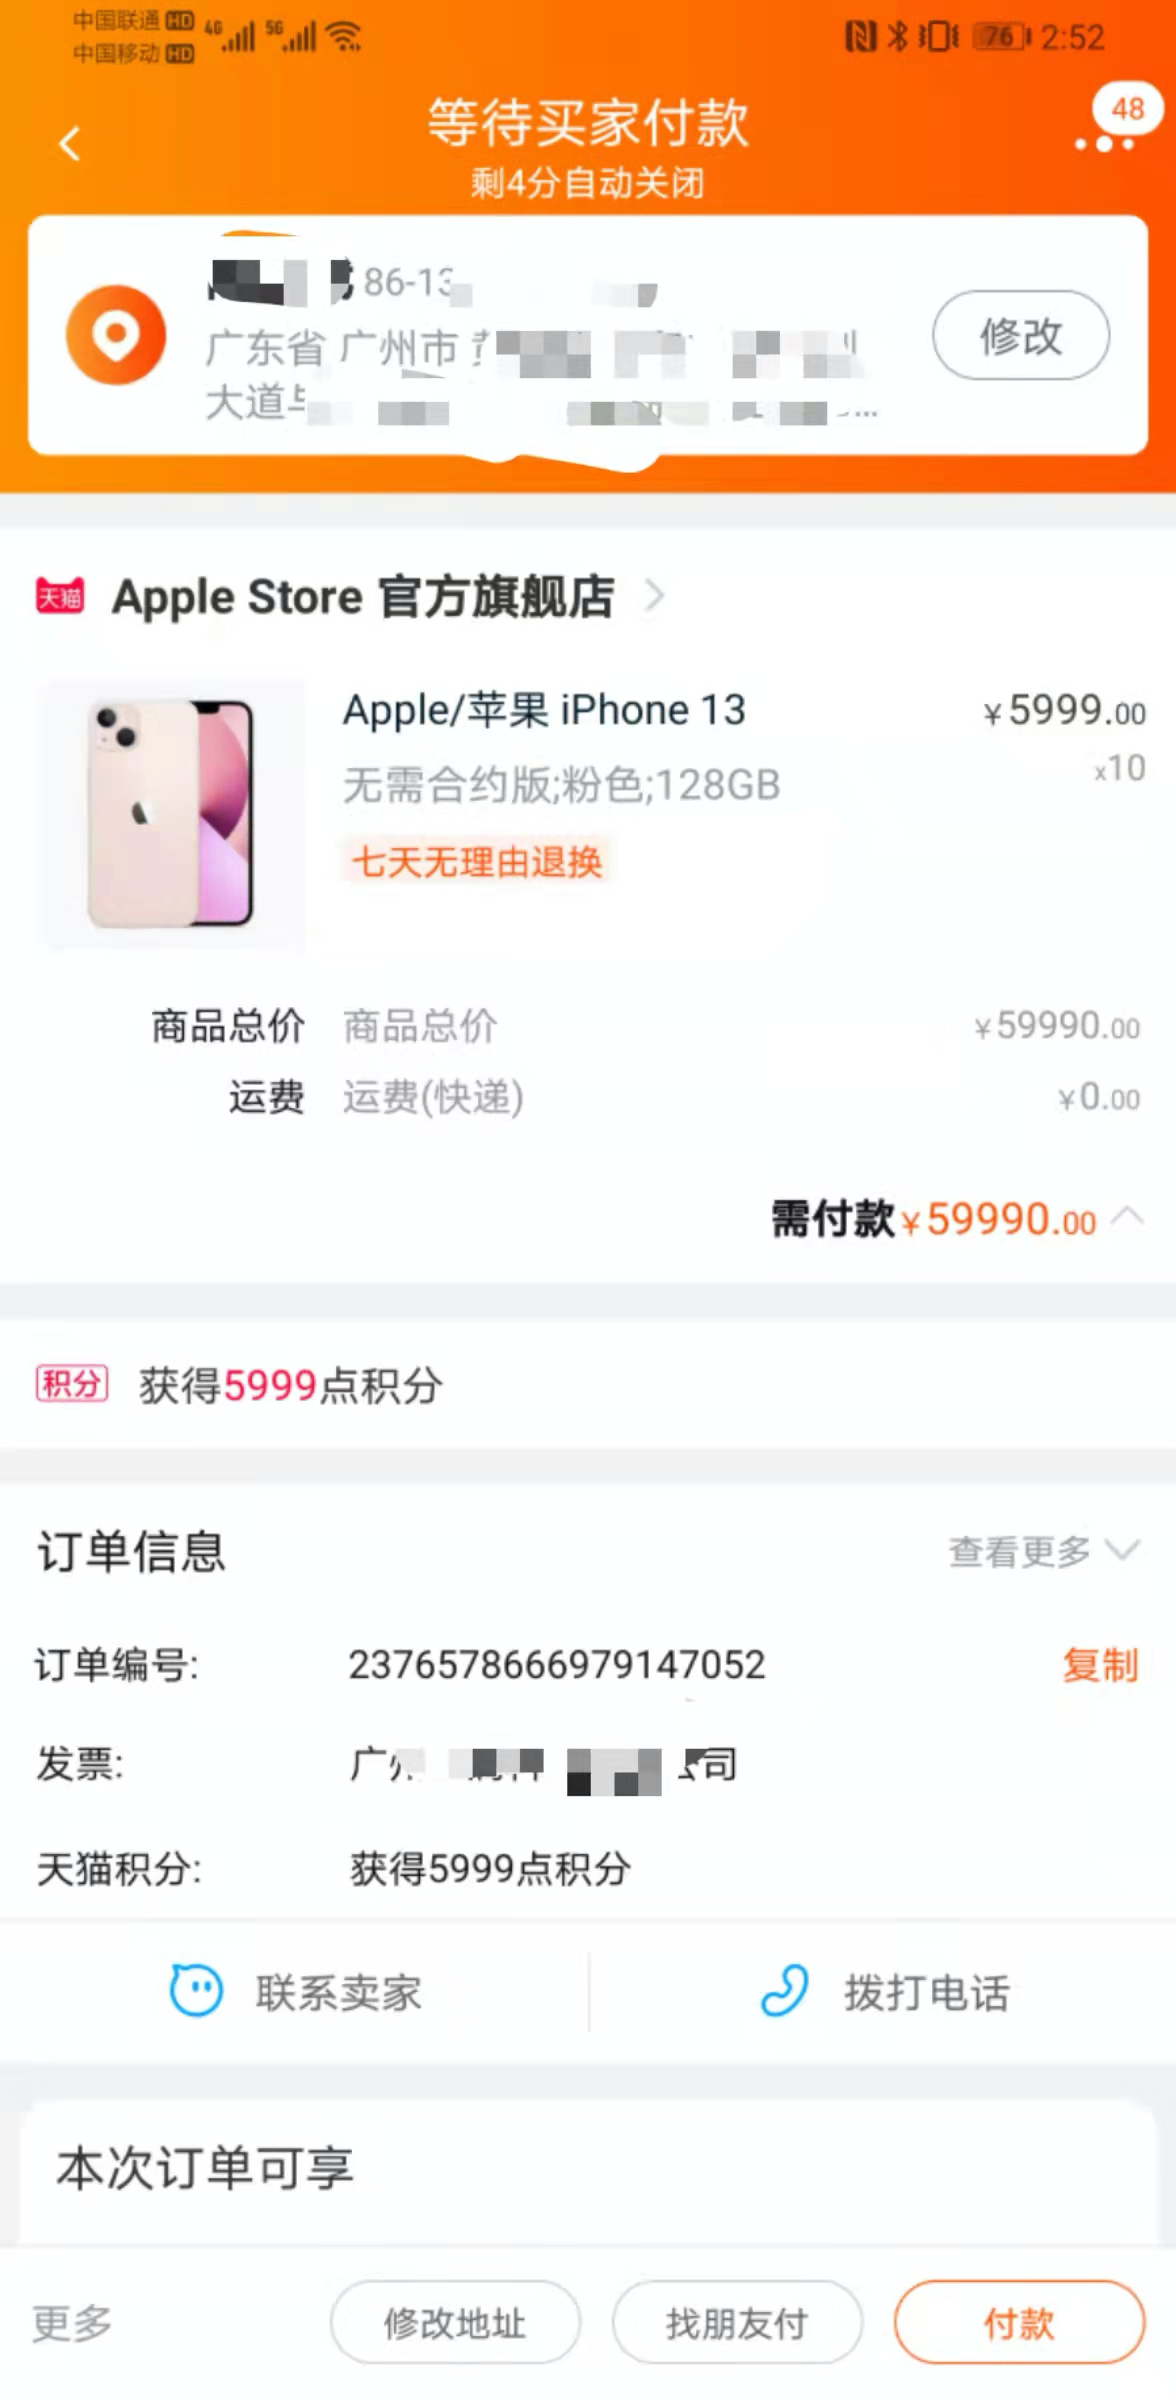 中国联通 HD 4G 5G
中国移动 HD
76 2:52
等待买家付款
48
剩4分自动关闭
86-13
广东省 广州市
大道与
修改
天猫 Apple Store 官方旗舰店
Apple/苹果 iPhone 13 ¥5999.00
无需合约版;粉色;128GB x10
七天无理由退换
商品总价 商品总价 ¥59990.00
运费 运费(快递) ¥0.00
需付款¥59990.00
积分 获得5999点积分
订单信息 查看更多
订单编号: 2376578666979147052 复制
发票: 广州 公司
天猫积分: 获得5999点积分
联系卖家 拨打电话
本次订单可享
更多 修改地址 找朋友付 付款